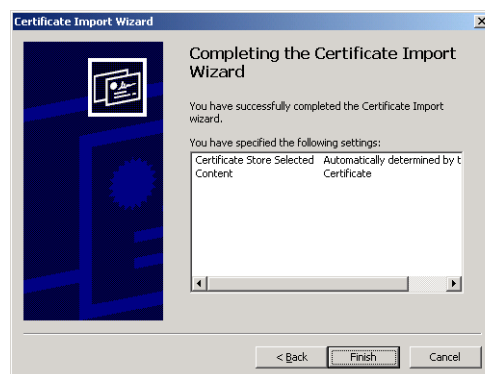 Certificate Import Wizard
Completing the Certificate Import
Wizard
You have successfully completed the Certificate Import
wizard.
You have specified the following settings:
Certificate Store Selected Automatically determined by t
Content Certificate
< Back Finish Cancel